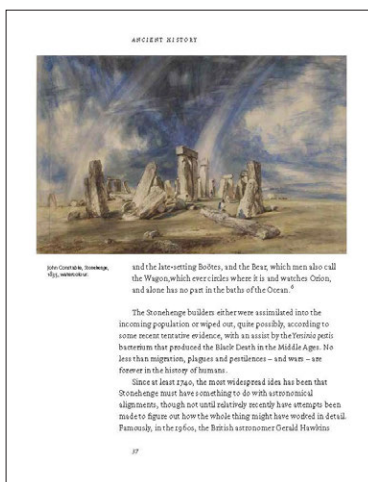 ANCIENT HISTORY
John Constable, Stonehenge,
1835, watercolour.
and the late-setting Boötes, and the Bear, which men also call
the Wagon,which ever circles where it is and watches Orion,
and alone has no part in the baths of the Ocean.6
The Stonehenge builders either were assimilated into the
incoming population or wiped out, quite possibly, according to
some recent tentative evidence, with an assist by the Yersinia pestis
bacterium that produced the Black Death in the Middle Ages. No
less than migration, plagues and pestilences – and wars – are
forever in the history of humans.
Since at least 1740, the most widespread idea has been that
Stonehenge must have something to do with astronomical
alignments, though not until relatively recently have attempts been
made to figure out how the whole thing might have worked in detail.
Famously, in the 1960s, the British astronomer Gerald Hawkins
37